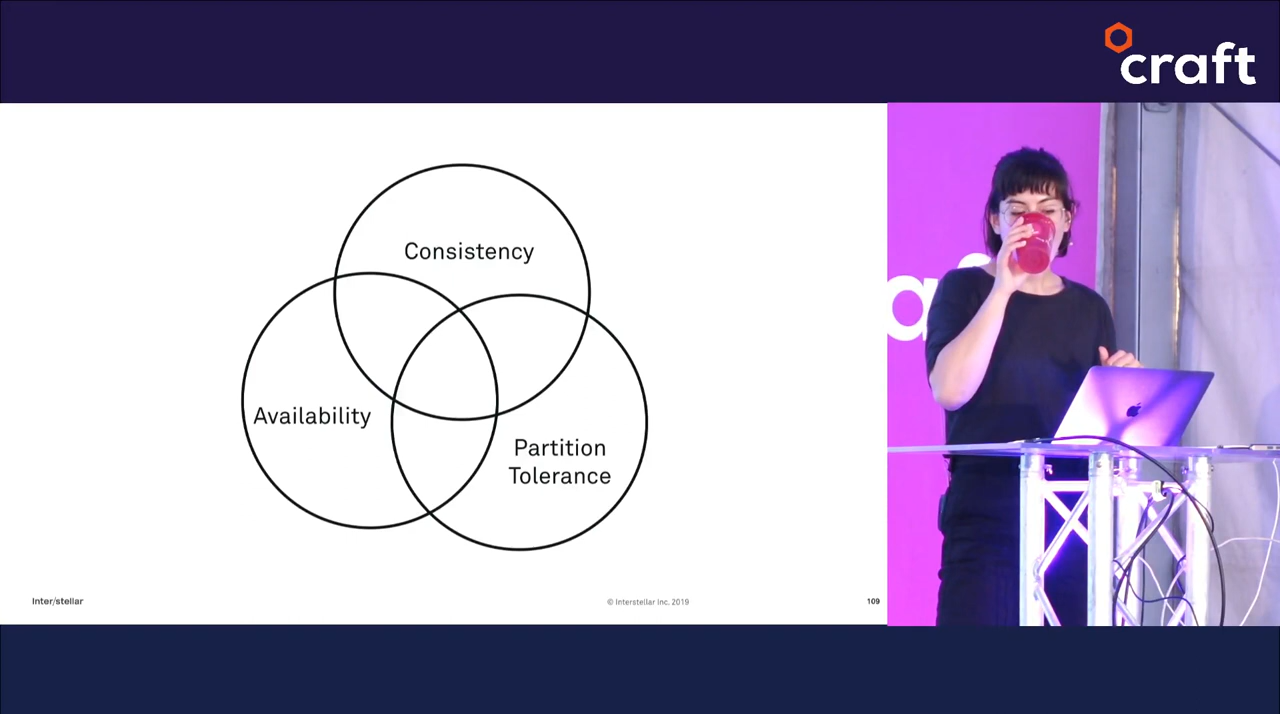 craft
Consistency
Availability
Partition
Tolerance
Inter/stellar
© Interstellar Inc, 2019
109